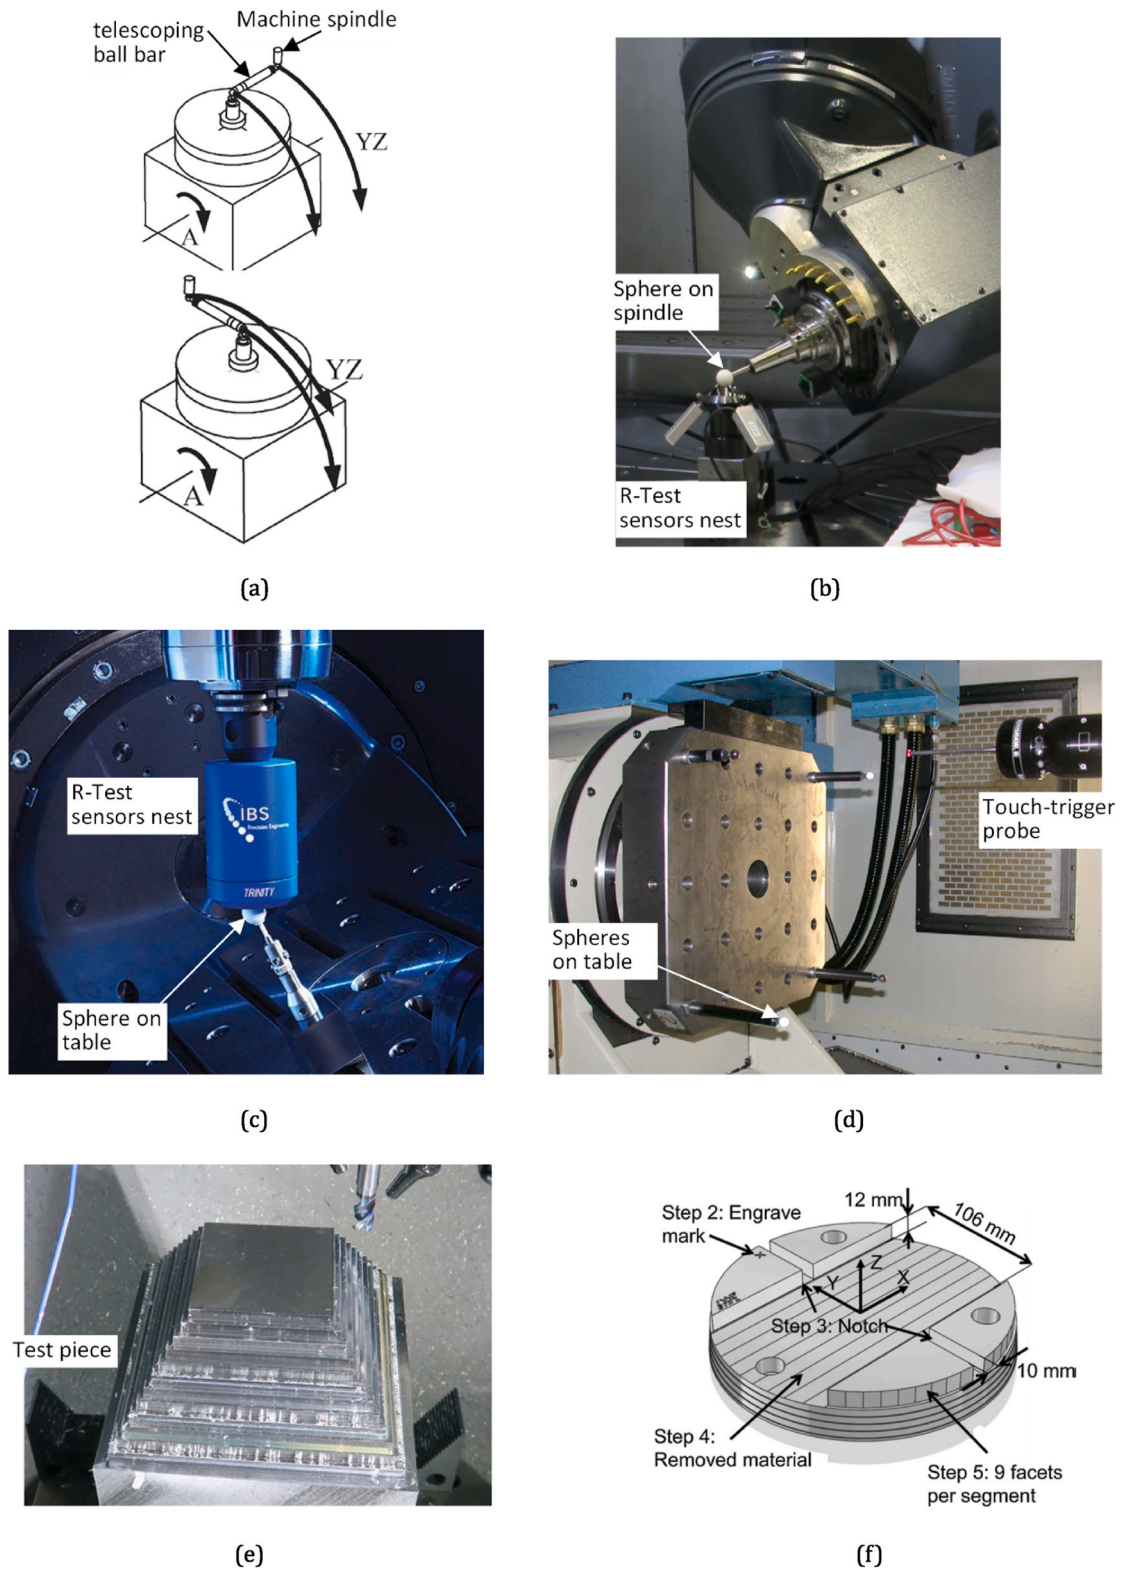 telescoping
ball bar
Machine spindle
YZ
A
YZ
A
(a)
Sphere on
spindle
R-Test
sensors nest
(b)
R-Test
sensors nest
IBS
Precision Engineering
TRINITY
Sphere on
table
(c)
Touch-trigger
probe
Spheres
on table
(d)
Test piece
(e)
12 mm
106 mm
Step 2: Engrave
mark
Z
Y
X
Step 3: Notch
10 mm
Step 4:
Removed material
Step 5: 9 facets
per segment
(f)